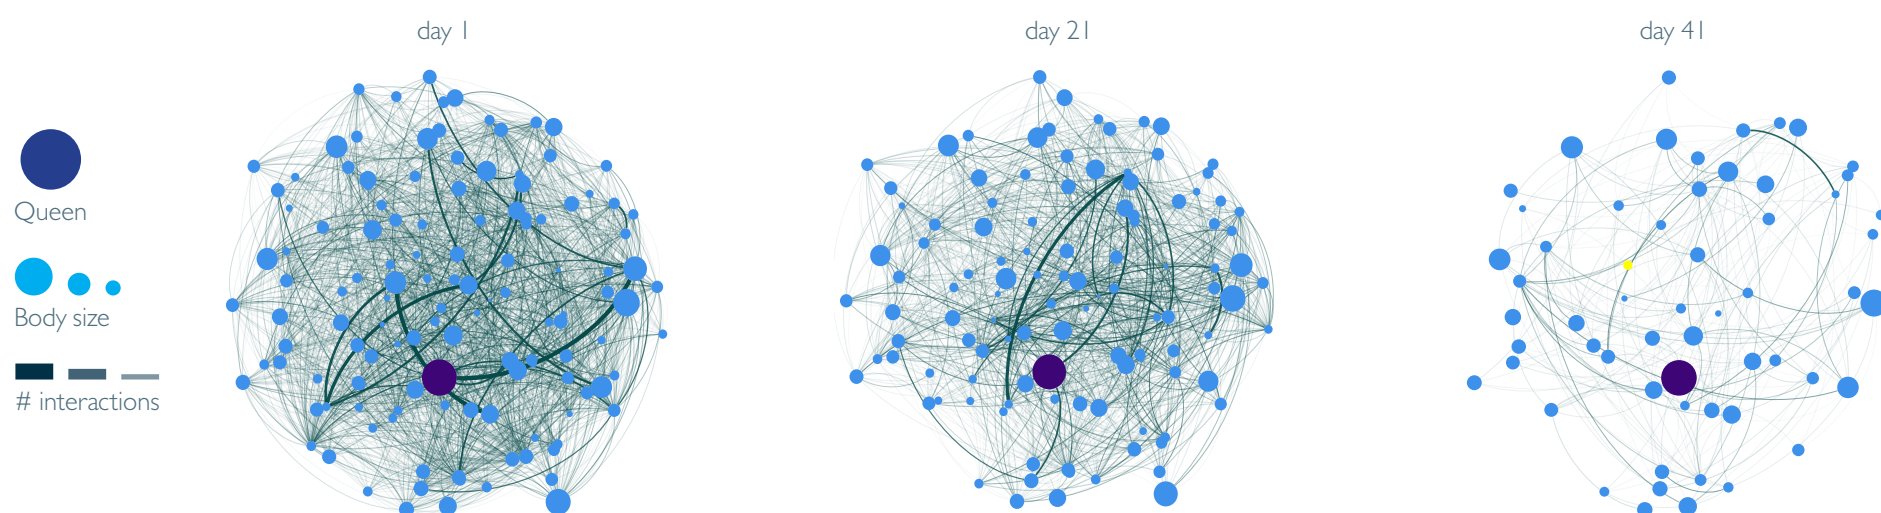 day 1
day 21
day 41
Queen
Body size
# interactions